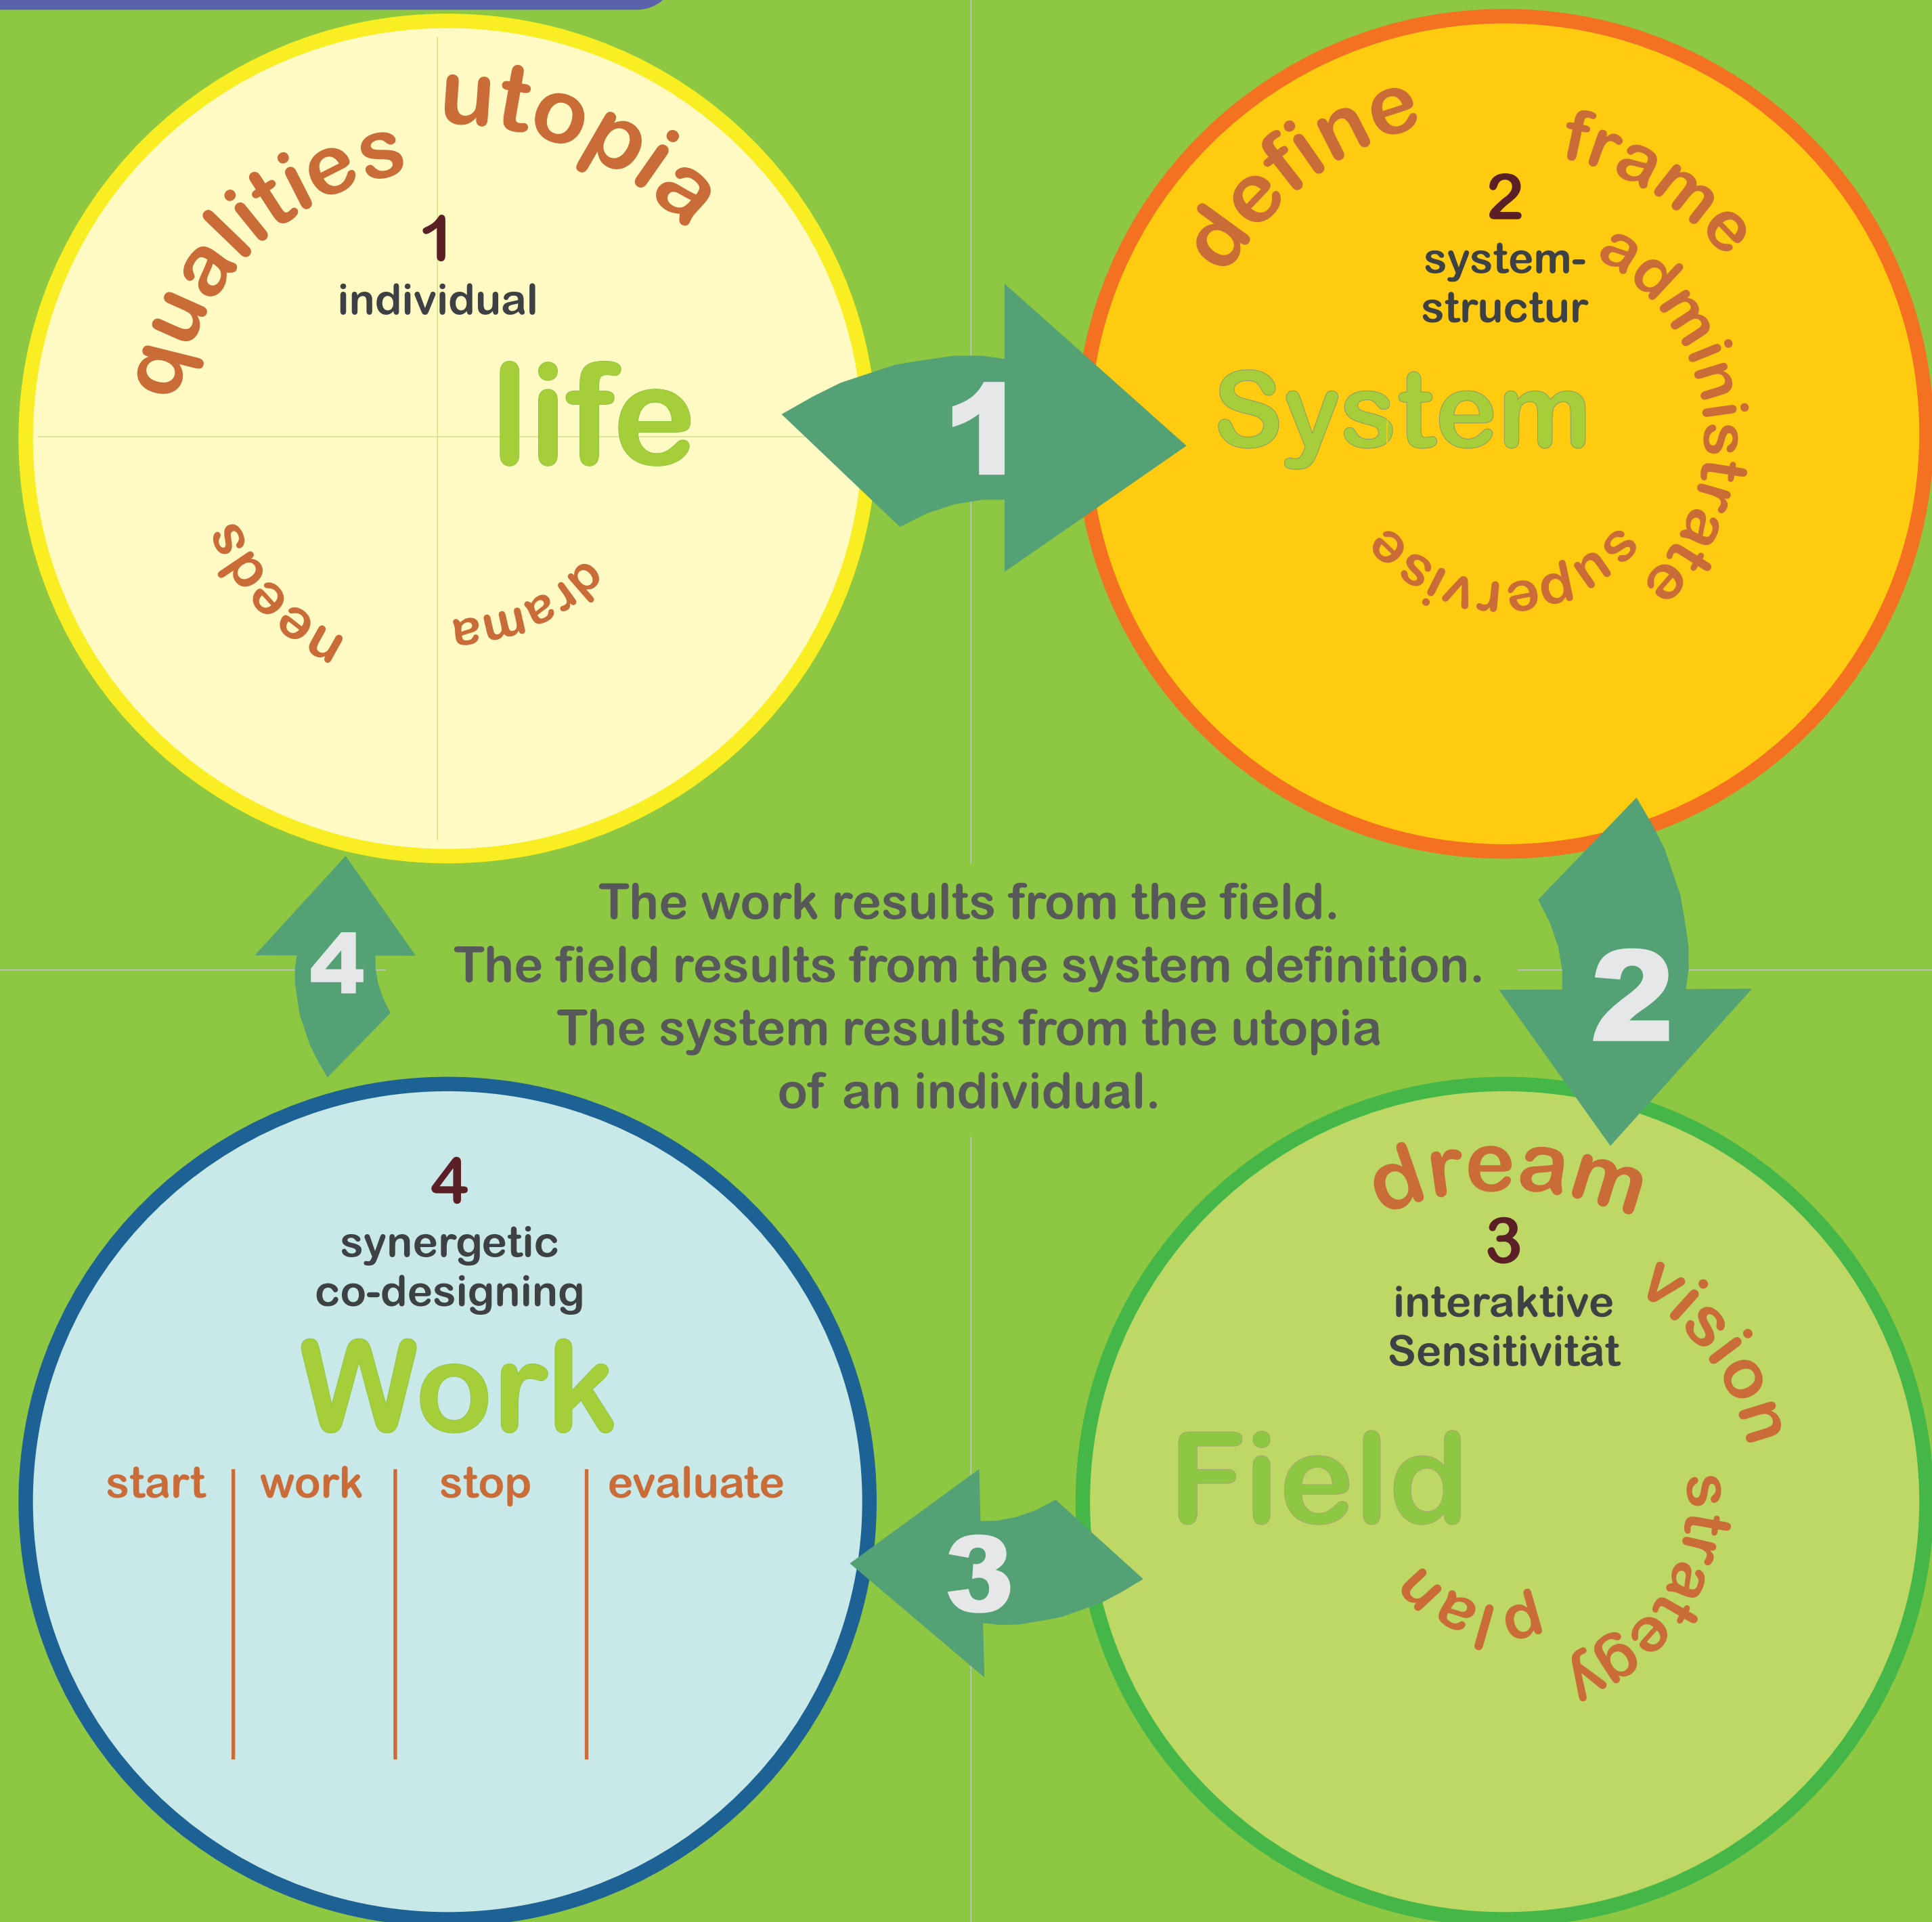 qualities
utopia
1
individual
life
needs
drama
1
define
frame
2
system-
structur
administrate
System
supervise
4
The work results from the field.
The field results from the system definition.
The system results from the utopia
of an individual.
2
4
synergetic
co-designing
Work
start work stop evaluate
3
dream
3
interaktive
Sensitivität
vision
Field
strategy
plan